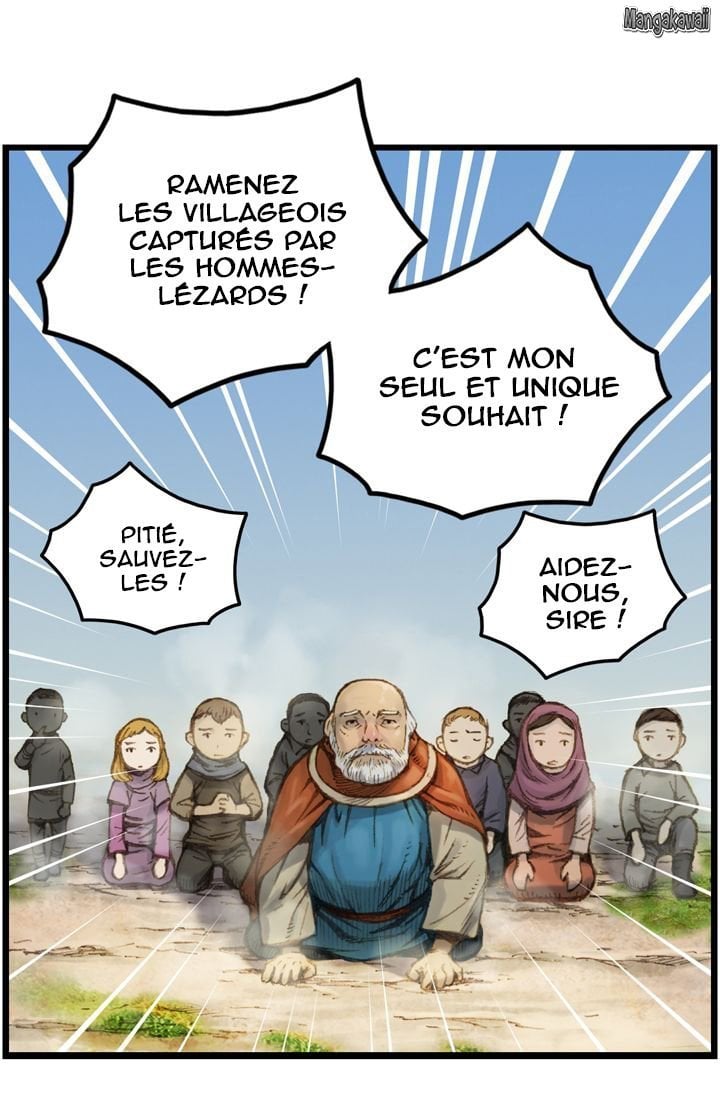 Mangakawaii
RAMENEZ
LES VILLAGEOIS
CAPTURÉS PAR
LES HOMMES-
LÉZARDS !
C'EST MON
SEUL ET UNIQUE
SOUHAIT !
PITIÉ,
SAUVEZ-
LES !
AIDEZ-
NOUS,
SIRE !